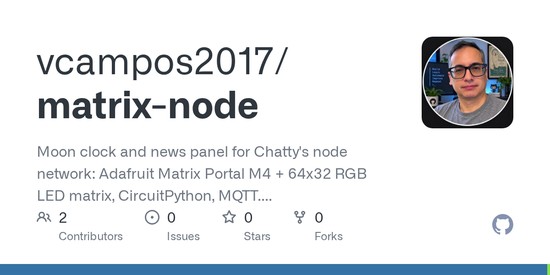 vcampos2017/
matrix-node
Moon clock and news panel for Chatty's node
network: Adafruit Matrix Portal M4 + 64x32 RGB
LED matrix, CircuitPython, MQTT....
2 0 0 0
Contributors Issues Stars Forks